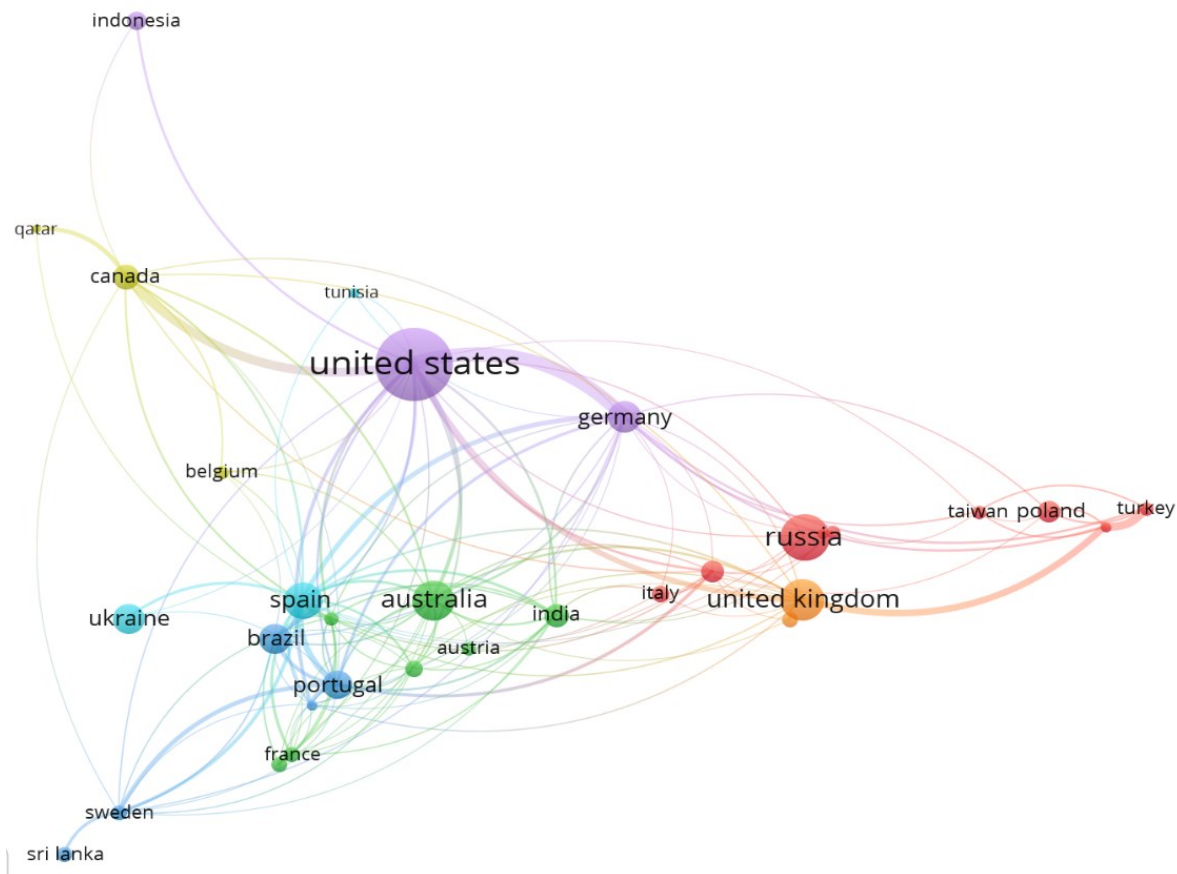 indonesia
qatar
canada
tunisia
united states
germany
belgium
taiwan
poland
turkey
russia
italy
united kingdom
spain
australia
india
ukraine
brazil
austria
portugal
france
sweden
sri lanka